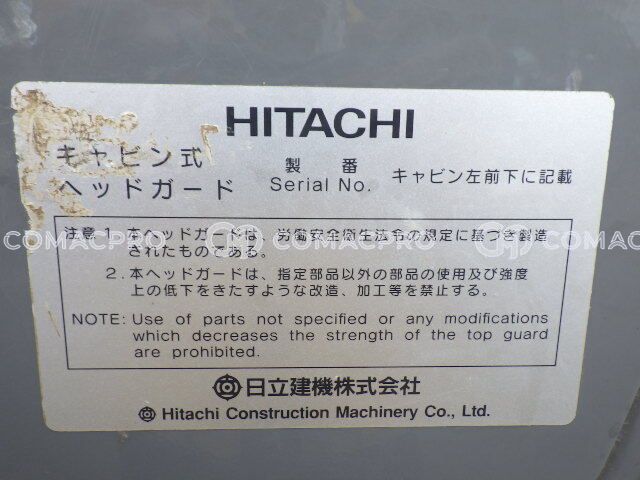 HITACHI
キャビン式
ヘッドガード
製 番
Serial No.
キャビン左前下に記載
注意 1. 本ヘッドガードは、労働安全衛生法令の規定に基づき製造
されたものである。
2. 本ヘッドガードは、指定部品以外の部品の使用及び強度
上の低下をきたすような改造、加工等を禁止する。
NOTE: Use of parts not specified or any modifications
which decreases the strength of the top guard
are prohibited.
日立建機株式会社
Hitachi Construction Machinery Co., Ltd.
COMACPRO
COMACPRO
COMACPRO